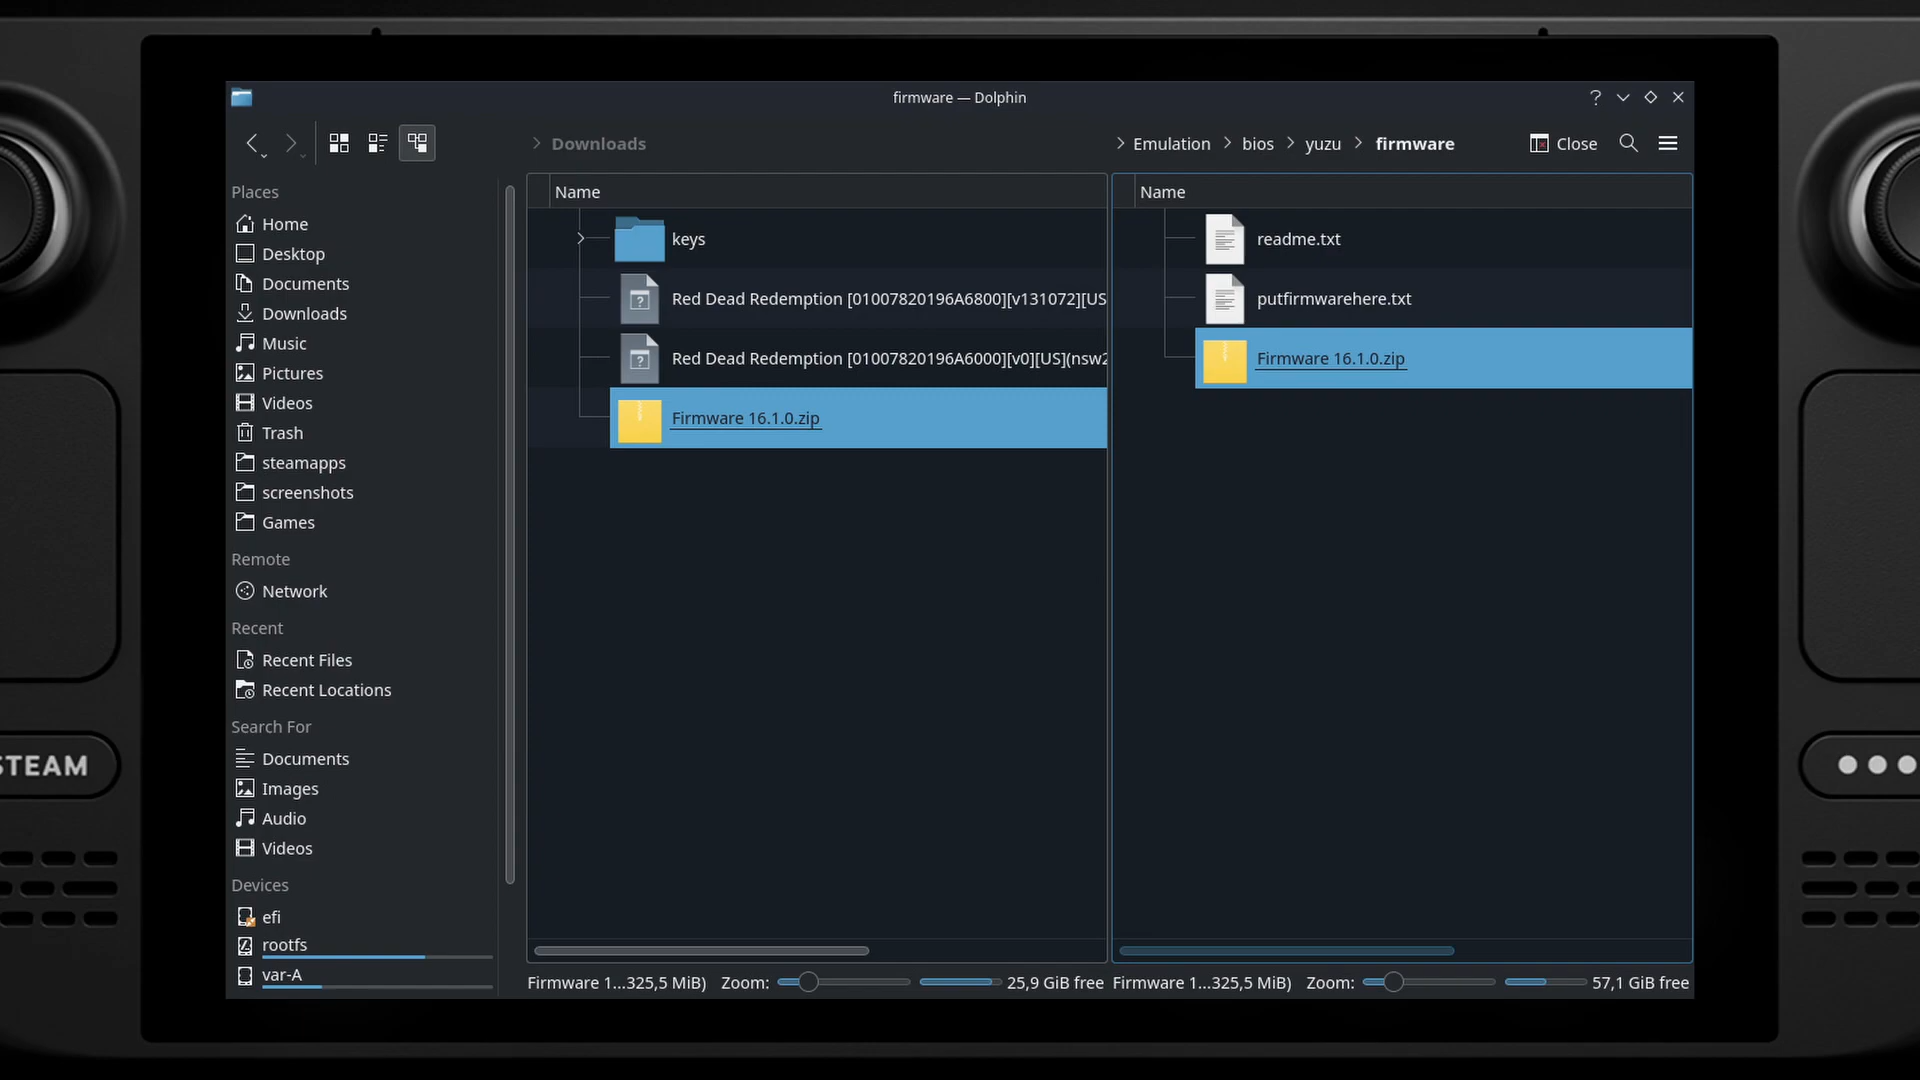 firmware — Dolphin
Downloads
Emulation bios yuzu firmware
Close
Places
Home
Desktop
Documents
Downloads
Music
Pictures
Videos
Trash
steamapps
screenshots
Games
Remote
Network
Recent
Recent Files
Recent Locations
Search For
Documents
Images
Audio
Videos
Devices
efi
rootfs
var-A
Name
keys
Red Dead Redemption [01007820196A6800][v131072][US
Red Dead Redemption [01007820196A6000][v0][US](nsw2
Firmware 16.1.0.zip
Firmware 1...325,5 MiB) Zoom: 25,9 GiB free
Name
readme.txt
putfirmwarehere.txt
Firmware 16.1.0.zip
Firmware 1...325,5 MiB) Zoom: 57,1 GiB free
STEAM